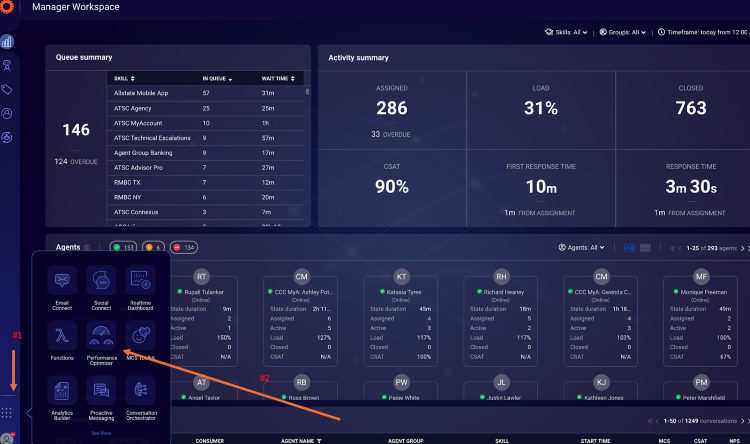 Manager Workspace
Skills: All | Groups: All | Timeframe: today from 12:00
Queue summary
SKILL IN QUEUE WAIT TIME
146
124 OVERDUE
Allstate Mobile App 57 31m
ATSC Agency 25 25m
ATSC MyAccount 10 1h
ATSC Technical Escalations 9 57m
Agent Group Banking 9 17m
ATSC Advisor Pro 7 27m
RMBC TX 7 12m
RMBC NY 6 20m
ATSC Connexus 3 7m
Activity summary
ASSIGNED LOAD CLOSED
286 31% 763
33 OVERDUE
CSAT FIRST RESPONSE TIME RESPONSE TIME
90% 10m 3m 30s
1m FROM ASSIGNMENT 1m FROM ASSIGNMENT
Agents 153 6 134
Agents: All 1-25 of 293 agents
RT CM KT RH CM MF
Rupali Tulankar CCC MyA: Ashley Pot... Katasia Tyree Richard Heaney CCC MyA: Gwenda C... Monique Freeman
(Online) (Online) (Online) (Online) (Online) (Online)
State duration 9m State duration 2h 11... State duration 45m State duration 18m State duration 1h 18... State duration 49m
Assigned 2 Assigned 6 Assigned 4 Assigned 5 Assigned 4 Assigned 2
Active 1 Active 5 Active 3 Active 4 Active 3 Active 2
Load 150% Load 127% Load 117% Load 117% Load 103% Load 100%
Closed 0 Closed 0 Closed 0 Closed 0 Closed 0 Closed 0
CSAT N/A CSAT N/A CSAT 100% CSAT N/A CSAT N/A CSAT 67%
AT RB PW JL KJ PM
Angel Taylor Ross Brown Paige White Justin Lawler Kathleen Jones Peter Marshfield
Email Connect
Social Connect
Realtime Dashboard
Functions
Performance Optimizer
Analytics Builder
Proactive Messaging
Conversation Orchestrator
See More
#1
#2
1-50 of 1249 conversations
CONSUMER AGENT NAME AGENT GROUP SKILL START TIME MCS CSAT NPS